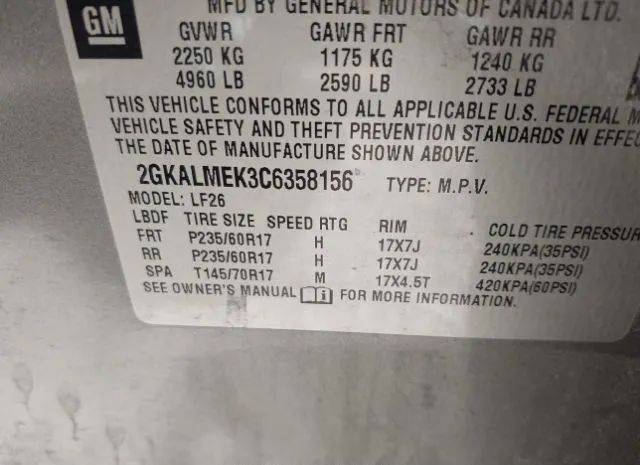 MFD BY GENERAL MOTORS OF CANADA LTD.
GM
GVWR GAWR FRT GAWR RR
2250 KG 1175 KG 1240 KG
4960 LB 2590 LB 2733 LB
THIS VEHICLE CONFORMS TO ALL APPLICABLE U.S. FEDERAL M
VEHICLE SAFETY AND THEFT PREVENTION STANDARDS IN EFFEC
THE DATE OF MANUFACTURE SHOWN ABOVE.
2GKALMEK3C6358156 TYPE: M.P.V.
MODEL: LF26
LBDF TIRE SIZE SPEED RTG RIM COLD TIRE PRESSUR
FRT P235/60R17 H 17X7J 240KPA(35PSI)
RR P235/60R17 H 17X7J 240KPA(35PSI)
SPA T145/70R17 M 17X4.5T 420KPA(60PSI)
SEE OWNER'S MANUAL i FOR MORE INFORMATION.